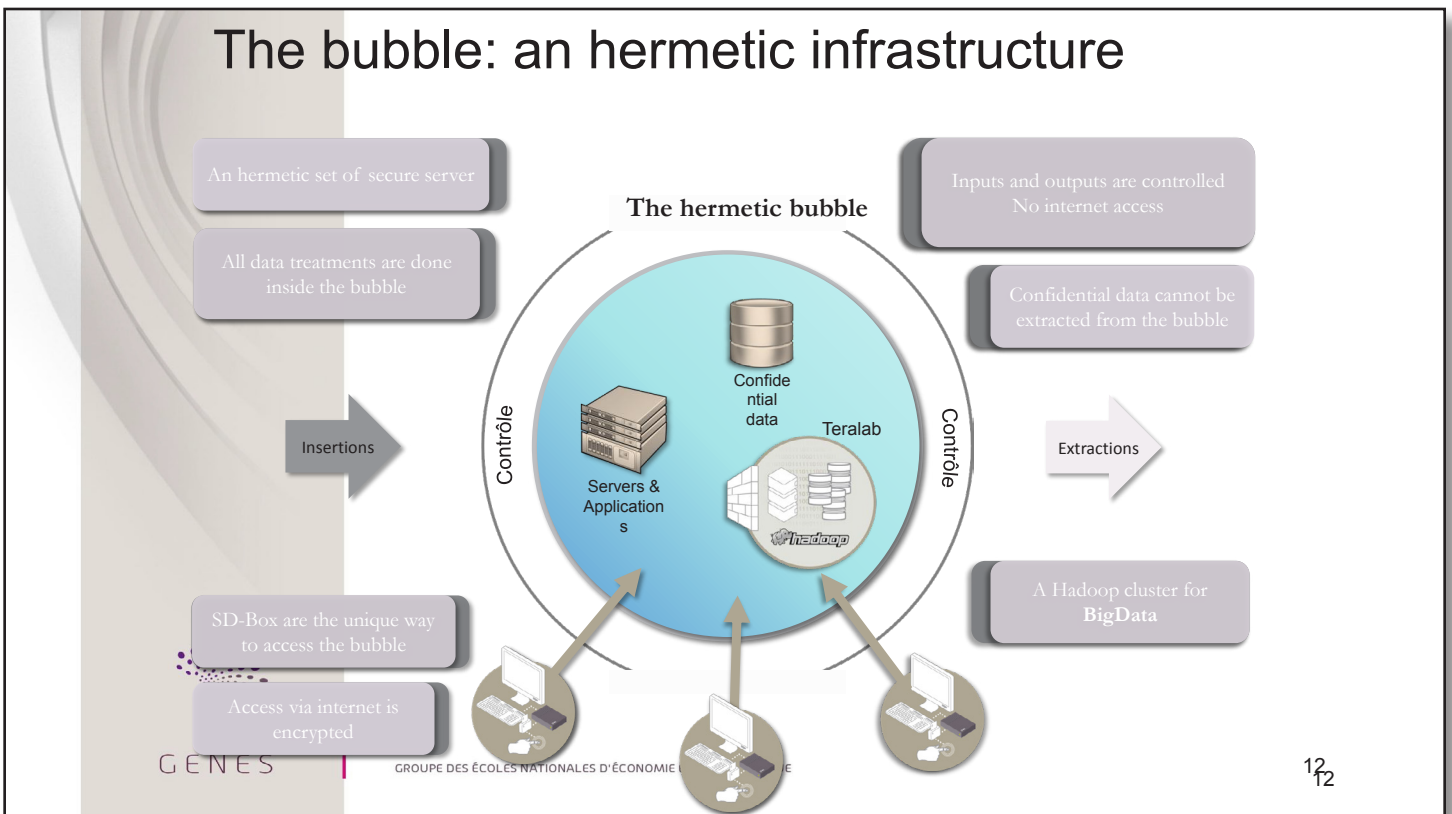 The bubble: an hermetic infrastructure
An hermetic set of secure server
All data treatments are done
inside the bubble
Inputs and outputs are controlled
No internet access
Confidential data cannot be
extracted from the bubble
The hermetic bubble
Contrôle
Contrôle
Confide
ntial
data
Teralab
Servers &
Application
s
hadoop
Insertions
Extractions
SD-Box are the unique way
to access the bubble
Access via internet is
encrypted
A Hadoop cluster for
BigData
GENES
GROUPE DES ÉCOLES NATIONALES D'ÉCONOMIE
12
12